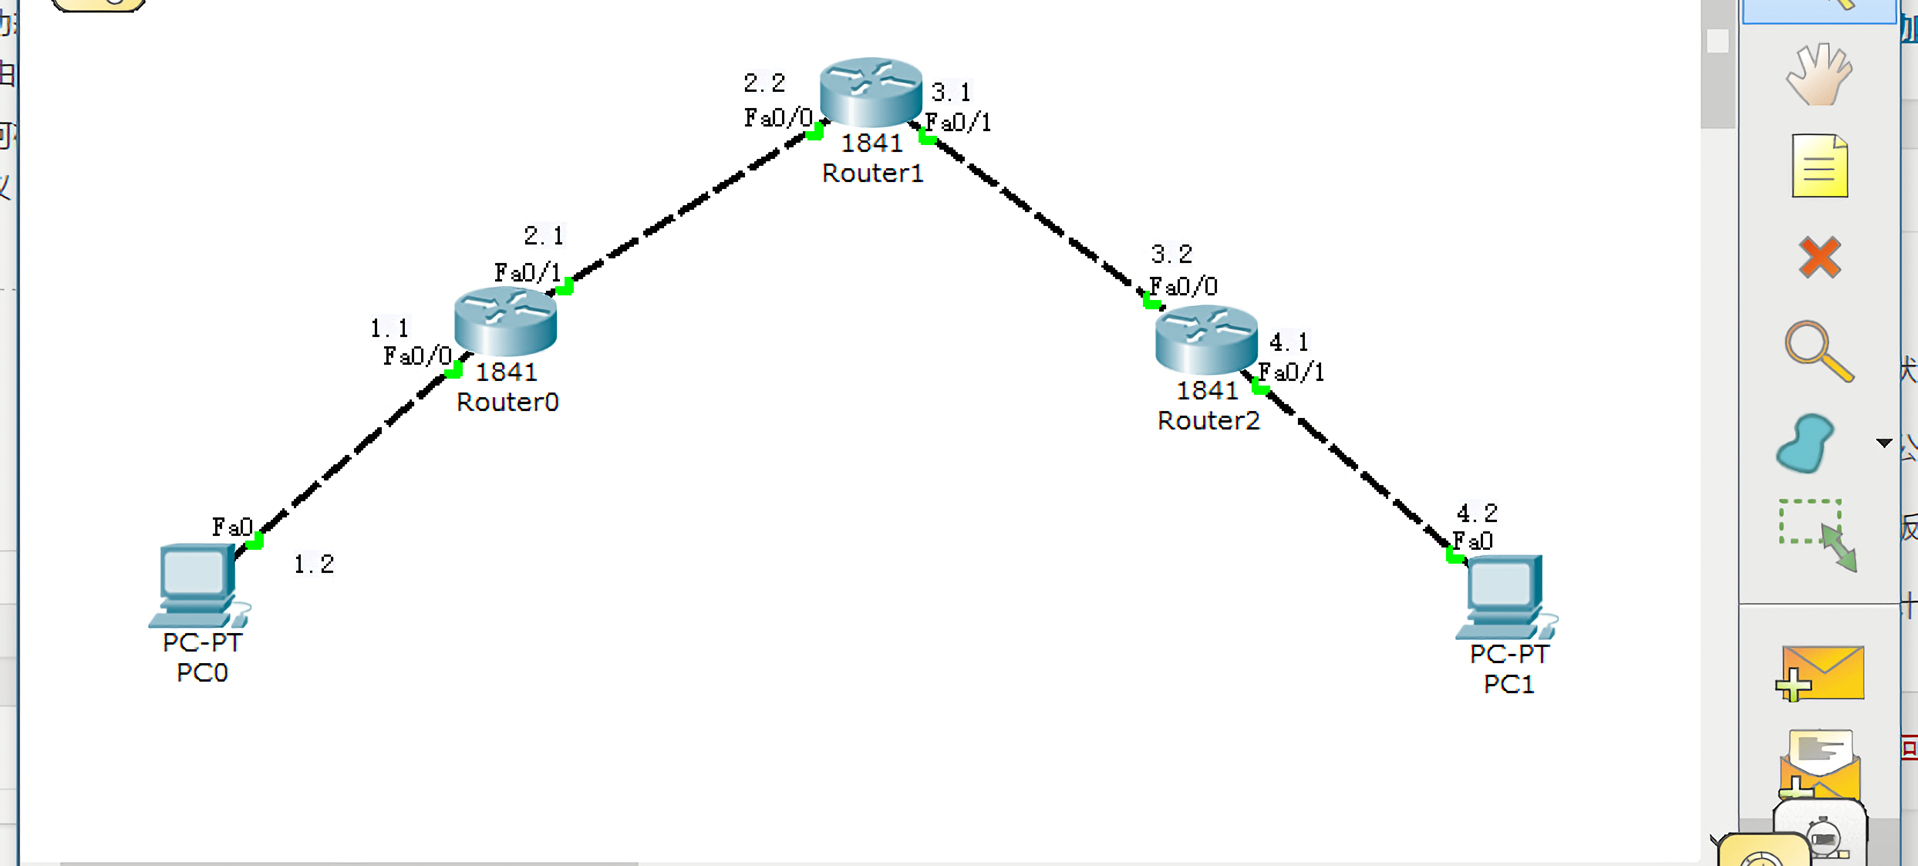 2.2
Fa0/0
3.1
Fa0/1
1841
Router1
2.1
Fa0/1
3.2
Fa0/0
1.1
Fa0/0
1841
Router0
4.1
Fa0/1
1841
Router2
Fa0
1.2
4.2
Fa0
PC-PT
PC0
PC-PT
PC1